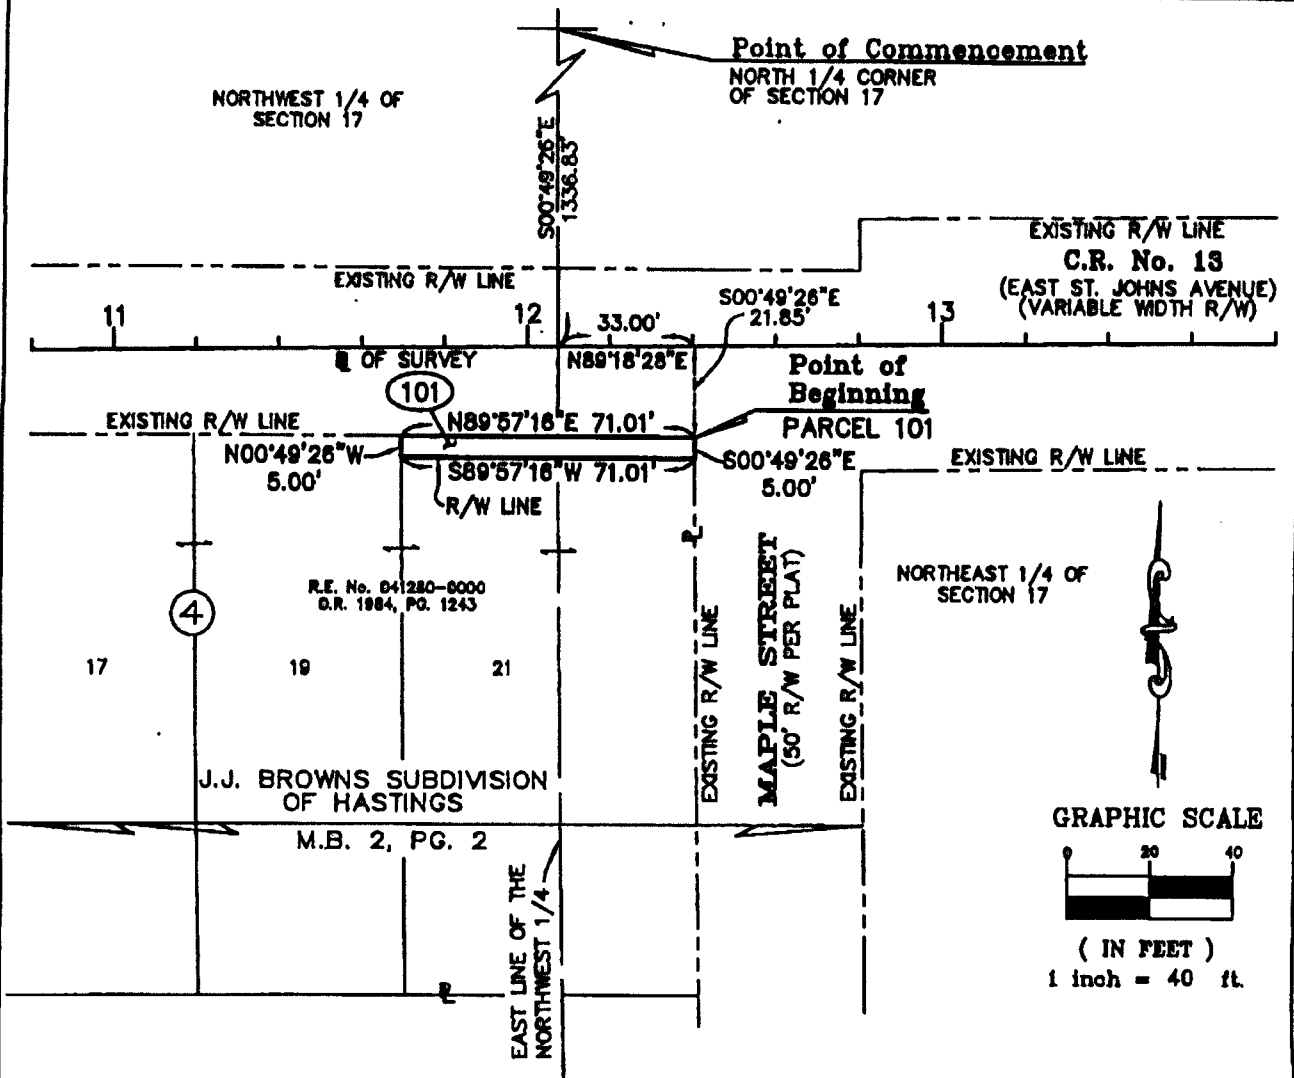 Point of Commencement
NORTH 1/4 CORNER
OF SECTION 17
NORTHWEST 1/4 OF
SECTION 17
S00°49'26"E
1336.83'
EXISTING R/W LINE
C.R. No. 13
(EAST ST. JOHNS AVENUE)
(VARIABLE WIDTH R/W)
EXISTING R/W LINE
S00°49'26"E
21.85'
11
12
33.00'
13
℄ OF SURVEY
N89°18'28"E
Point of
Beginning
PARCEL 101
101
EXISTING R/W LINE
N89°57'16"E 71.01'
N00°49'26"W
5.00'
S89°57'16"W 71.01'
S00°49'26"E
5.00'
EXISTING R/W LINE
R/W LINE
R.E. No. 041280-0000
O.R. 1984, PG. 1243
NORTHEAST 1/4 OF
SECTION 17
4
17
19
21
EXISTING R/W LINE
MAPLE STREET
(50' R/W PER PLAT)
EXISTING R/W LINE
J.J. BROWNS SUBDIVISION
OF HASTINGS
M.B. 2, PG. 2
EAST LINE OF THE
NORTHWEST 1/4
GRAPHIC SCALE
0 20 40
( IN FEET )
1 inch = 40 ft.